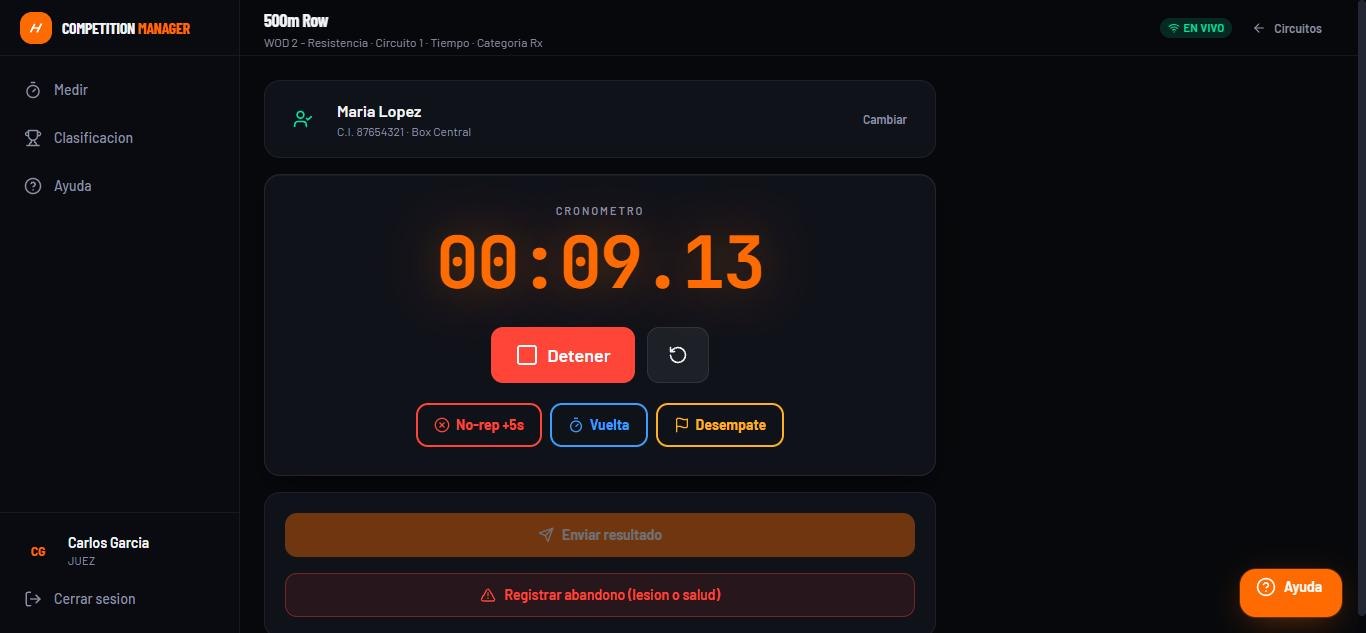 COMPETITION MANAGER
Medir
Clasificacion
Ayuda
CG
Carlos Garcia
JUEZ
Cerrar sesion
500m Row
WOD 2 - Resistencia · Circuito 1 · Tiempo · Categoria Rx
EN VIVO
Circuitos
Maria Lopez
C.I. 87654321 · Box Central
Cambiar
CRONOMETRO
00:09.13
Detener
No-rep +5s
Vuelta
Desempate
Enviar resultado
Registrar abandono (lesion o salud)
Ayuda